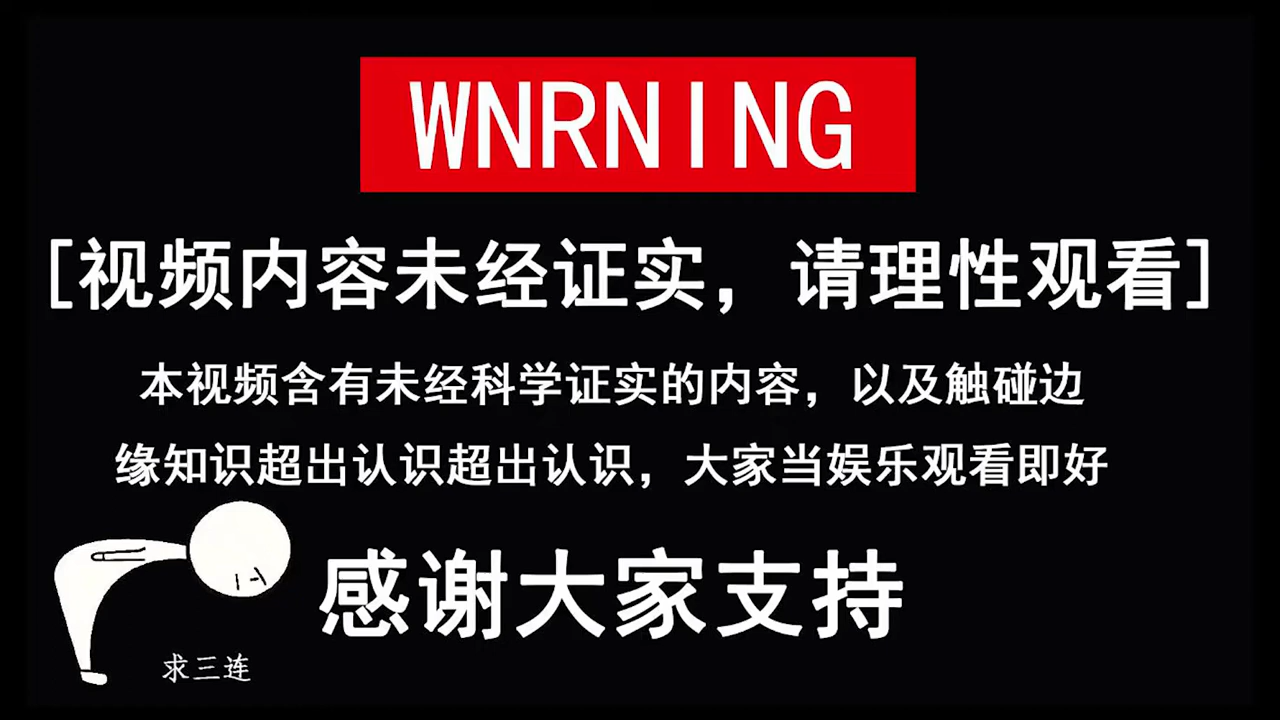 WNRNING
[视频内容未经证实，请理性观看]
本视频含有未经科学证实的内容，以及触碰边
缘知识超出认识超出认识，大家当娱乐观看即好
感谢大家支持
求三连